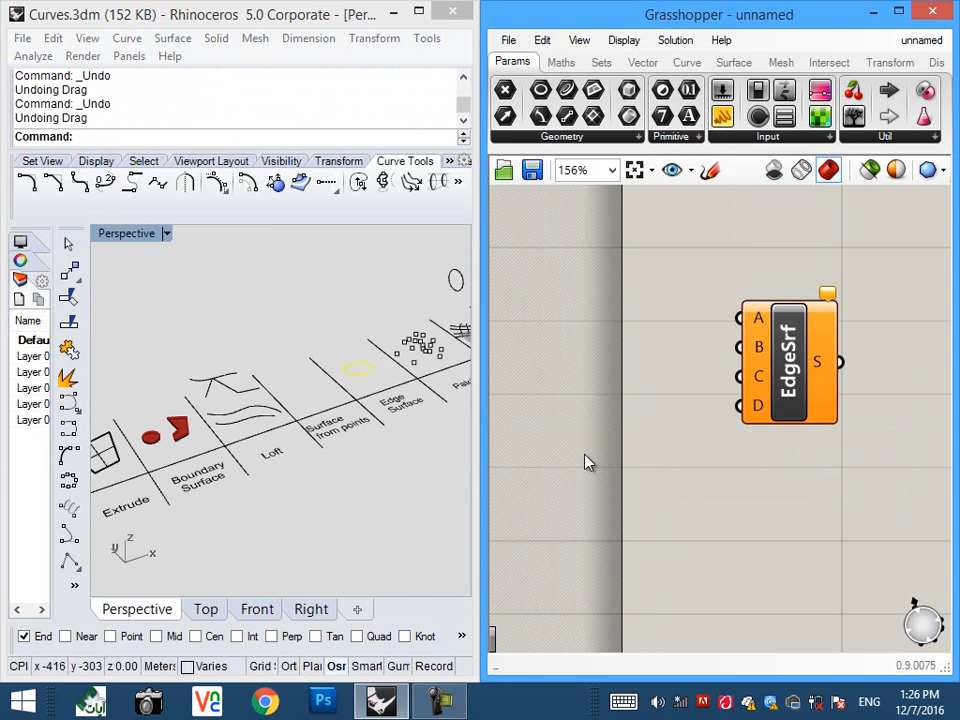 Curves.3dm (152 KB) - Rhinoceros 5.0 Corporate - [Per...
File Edit View Curve Surface Solid Mesh Dimension Transform Tools
Analyze Render Panels Help
Command: _Undo
Undoing Drag
Command: _Undo
Undoing Drag
Command:
Set View Display Select Viewport Layout Visibility Transform Curve Tools »
Perspective
Name
Defau
Layer 0
Layer 0
Layer 0
Layer 0
Layer 0
Extrude
Boundary
Surface
Loft
Surface
from points
Edge
Surface
z
y
x
Perspective Top Front Right
End Near Point Mid Cen Int Perp Tan Quad Knot »
CPl x -416 y -303 z 0.00 Meters Varies Grid S Ort Plar Osn Smart Gum Record
Grasshopper - unnamed
File Edit View Display Solution Help unnamed
Params Maths Sets Vector Curve Surface Mesh Intersect Transform Dis
Geometry Primitive Input Util
156%
A
B
C
D
EdgeSrf
S
0.9.0075
ENG
1:26 PM
12/7/2016